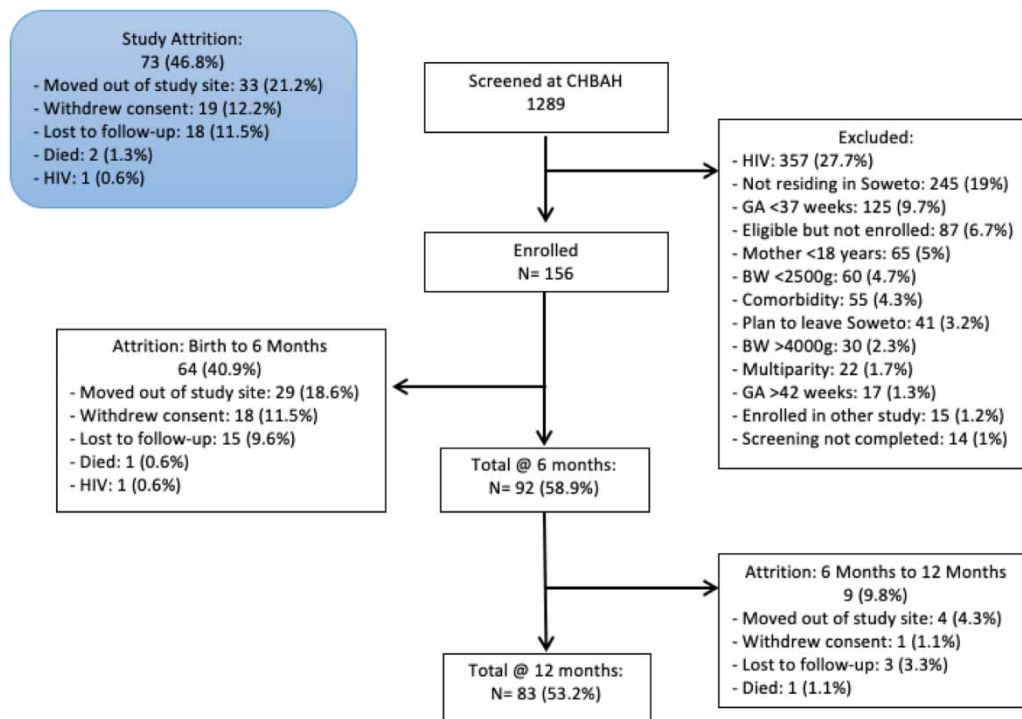 Study Attrition:
73 (46.8%)
- Moved out of study site: 33 (21.2%)
- Withdrew consent: 19 (12.2%)
- Lost to follow-up: 18 (11.5%)
- Died: 2 (1.3%)
- HIV: 1 (0.6%)
Screened at CHBAH
1289
Excluded:
- HIV: 357 (27.7%)
- Not residing in Soweto: 245 (19%)
- GA <37 weeks: 125 (9.7%)
- Eligible but not enrolled: 87 (6.7%)
- Mother <18 years: 65 (5%)
- BW <2500g: 60 (4.7%)
- Comorbidity: 55 (4.3%)
- Plan to leave Soweto: 41 (3.2%)
- BW >4000g: 30 (2.3%)
- Multiparity: 22 (1.7%)
- GA >42 weeks: 17 (1.3%)
- Enrolled in other study: 15 (1.2%)
- Screening not completed: 14 (1%)
Enrolled
N= 156
Attrition: Birth to 6 Months
64 (40.9%)
- Moved out of study site: 29 (18.6%)
- Withdrew consent: 18 (11.5%)
- Lost to follow-up: 15 (9.6%)
- Died: 1 (0.6%)
- HIV: 1 (0.6%)
Total @ 6 months:
N= 92 (58.9%)
Attrition: 6 Months to 12 Months
9 (9.8%)
- Moved out of study site: 4 (4.3%)
- Withdrew consent: 1 (1.1%)
- Lost to follow-up: 3 (3.3%)
- Died: 1 (1.1%)
Total @ 12 months:
N= 83 (53.2%)